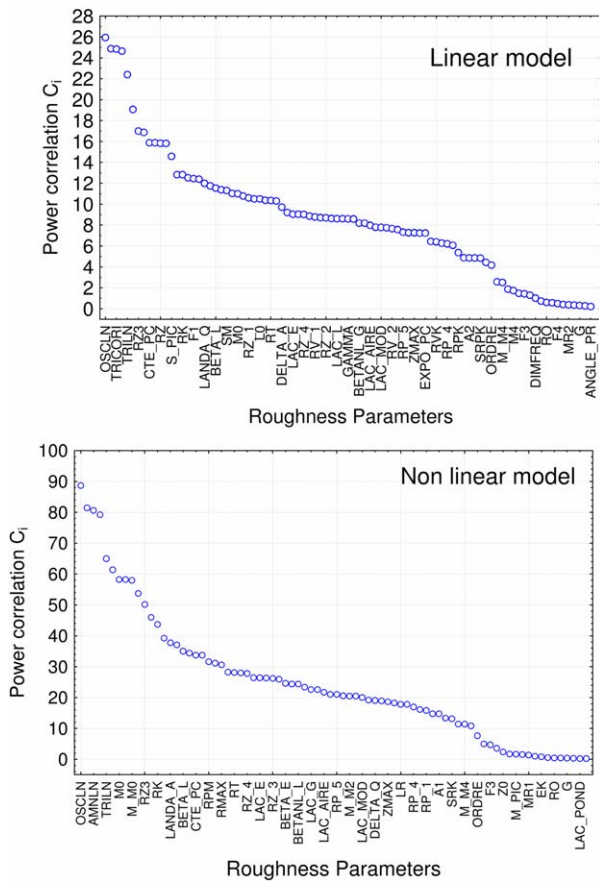 Linear model
Power correlation Ci
28
26
24
22
20
18
16
14
12
10
8
6
4
2
0
OSCLN
TRICORI
TRILN
RZ3
CTE_PC
RZ
S_PIC
RK
F1
LANDA_Q
BETA_L
SM
M0
RZ_1
L0
RT
DELTA_A
LAC_E
RZ_4
RV_1
RZ_2
LAC_L
GAMMA
BETANL_G
LAC_AIRE
LAC_MOD
RV_2
RP_5
ZMAX
EXPO_PC
RVK
RP_4
RPK
A2
SRPK
ORDRE
M_M4
M4
F3
DIMFREQ
RO
F4
MR2
G
ANGLE_PR
Roughness Parameters
Non linear model
Power correlation Ci
100
90
80
70
60
50
40
30
20
10
0
OSCLN
AMNLN
TRILN
M0
M_M0
RZ3
RK
LANDA_A
BETA_L
CTE_PC
RPM
RMAX
RT
RZ_4
LAC_E
RZ_3
BETA_E
BETANL_L
LAC_G
LAC_AIRE
RP_5
M_M2
LAC_MOD
DELTA_Q
ZMAX
LR
RP_4
RP_1
A1
SRK
M_M4
ORDRE
F3
Z0
M_PIC
MR1
EK
RO
G
LAC_POND
Roughness Parameters